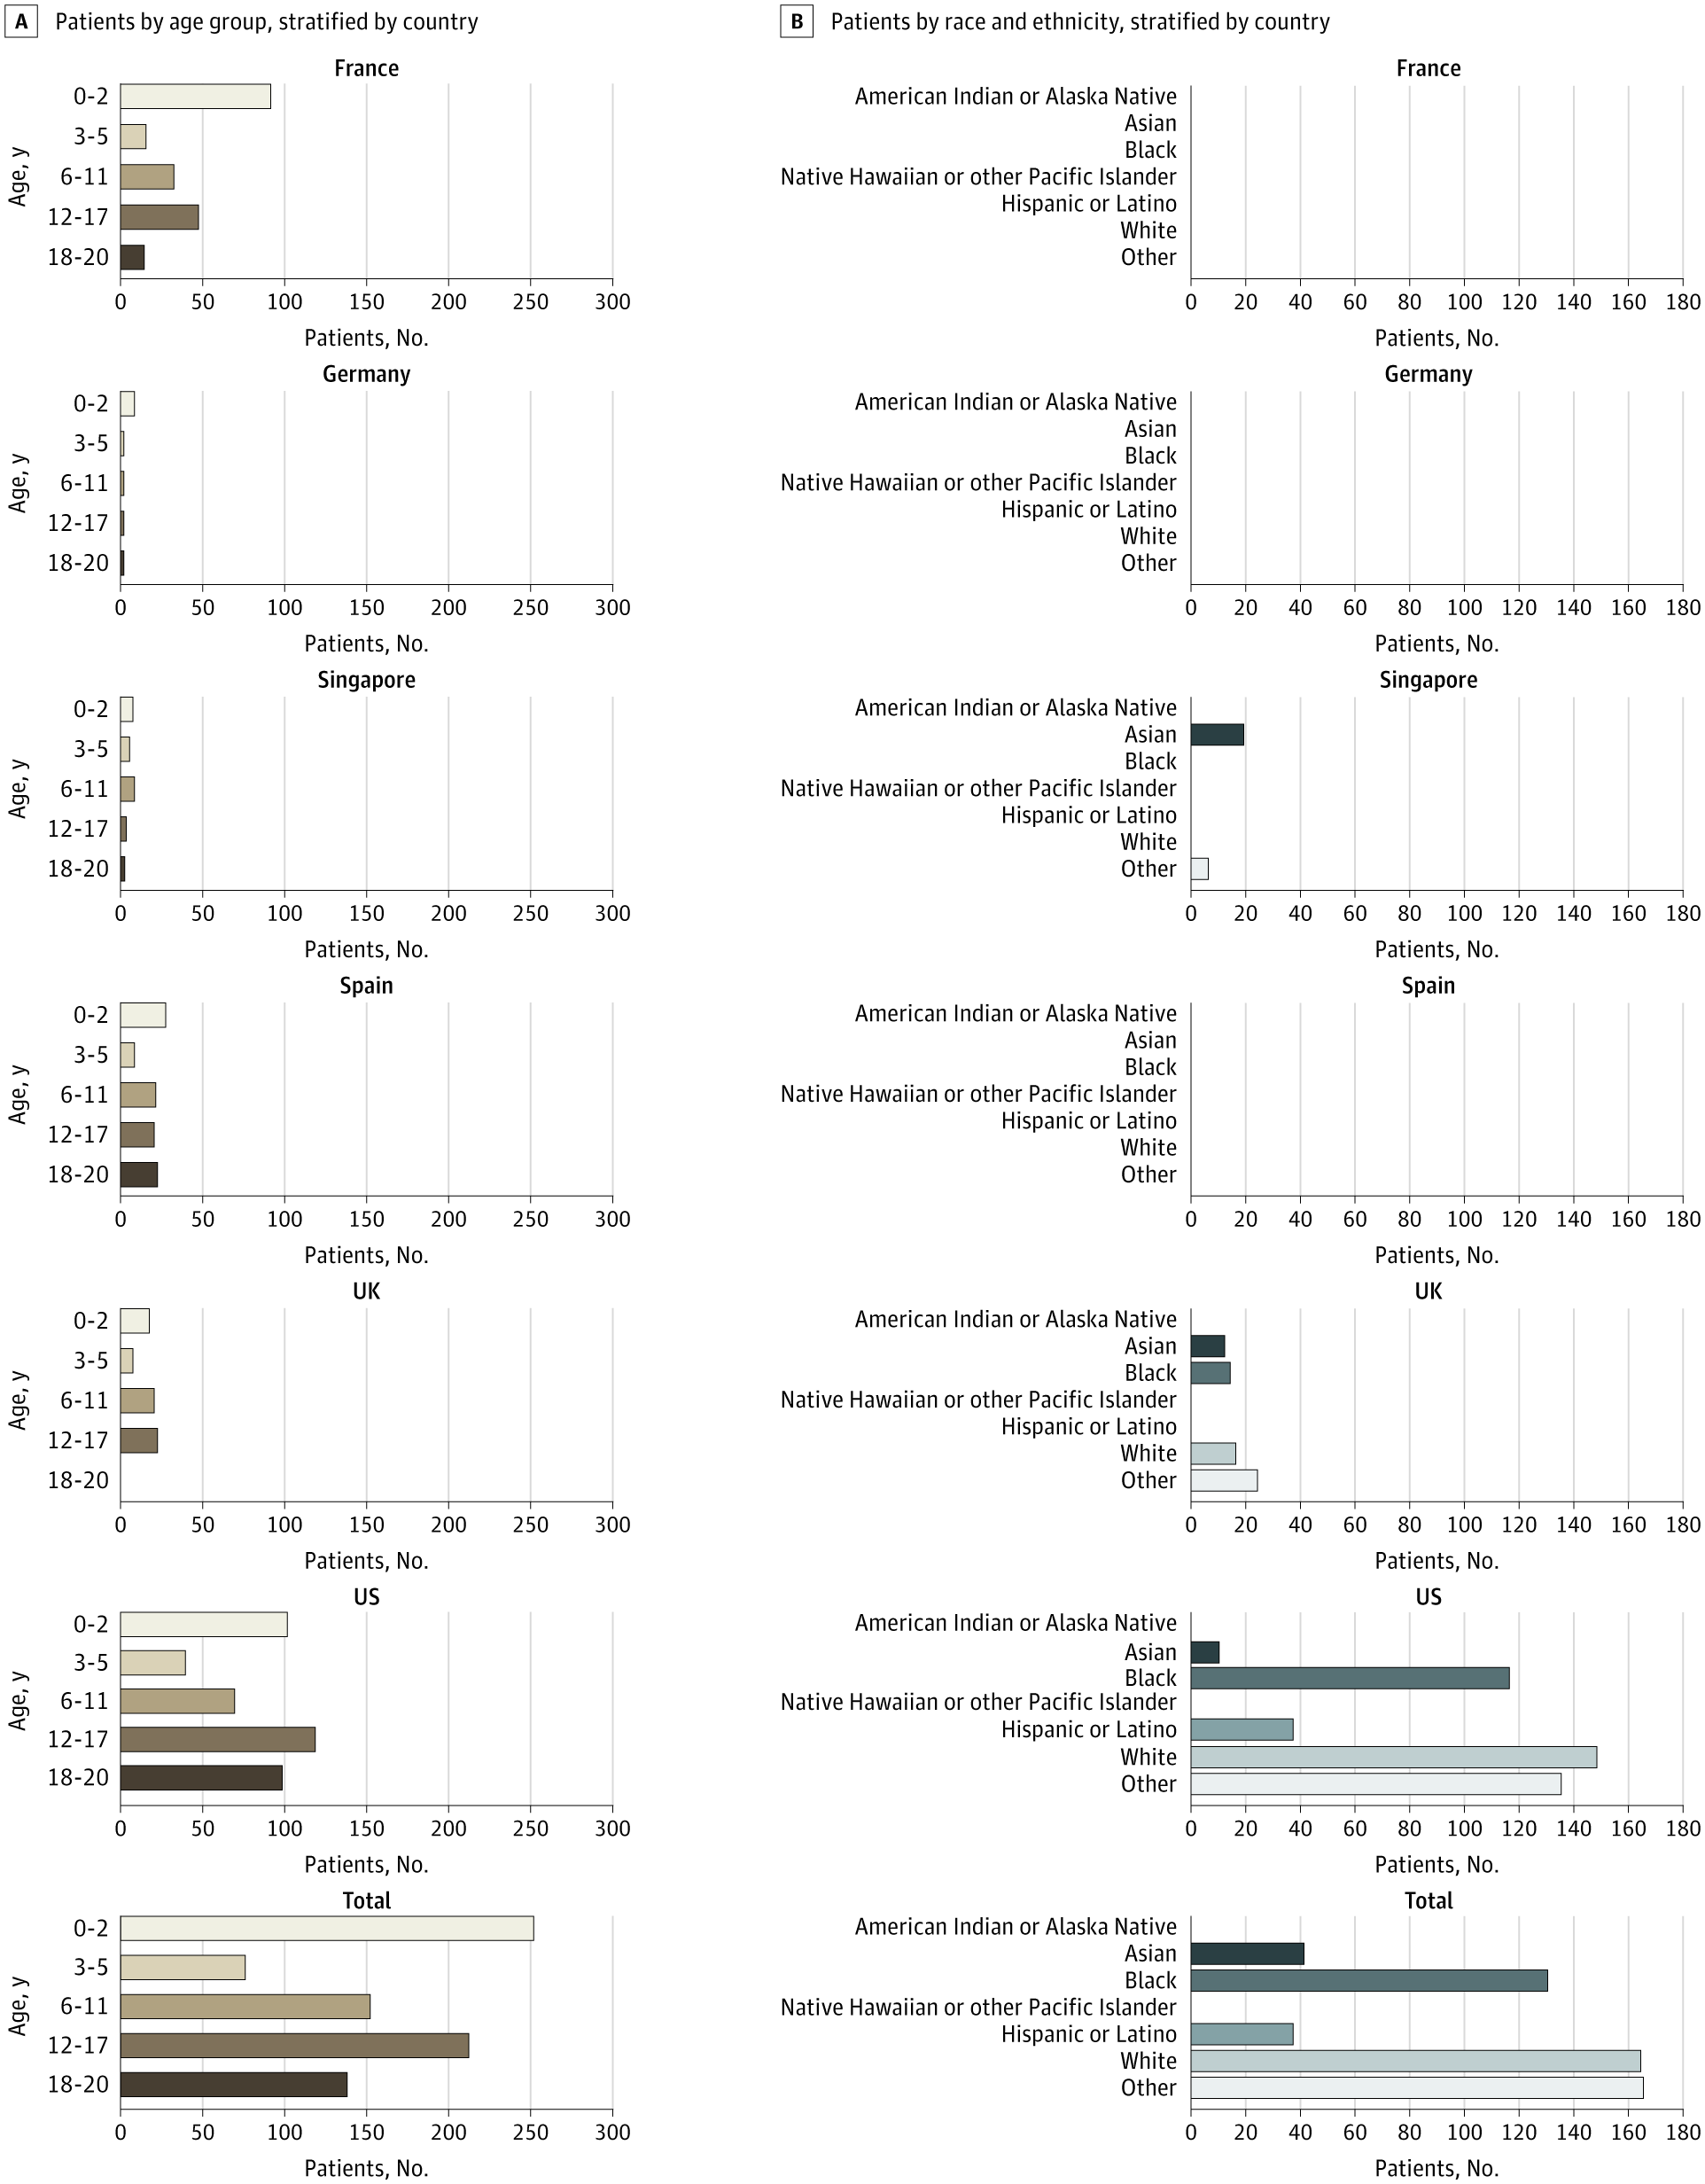 A Patients by age group, stratified by country
France
0-2
3-5
6-11
12-17
18-20
Age, y
0 50 100 150 200 250 300
Patients, No.
Germany
0-2
3-5
6-11
12-17
18-20
Age, y
0 50 100 150 200 250 300
Patients, No.
Singapore
0-2
3-5
6-11
12-17
18-20
Age, y
0 50 100 150 200 250 300
Patients, No.
Spain
0-2
3-5
6-11
12-17
18-20
Age, y
0 50 100 150 200 250 300
Patients, No.
UK
0-2
3-5
6-11
12-17
18-20
Age, y
0 50 100 150 200 250 300
Patients, No.
US
0-2
3-5
6-11
12-17
18-20
Age, y
0 50 100 150 200 250 300
Patients, No.
Total
0-2
3-5
6-11
12-17
18-20
Age, y
0 50 100 150 200 250 300
Patients, No.
B Patients by race and ethnicity, stratified by country
France
American Indian or Alaska Native
Asian
Black
Native Hawaiian or other Pacific Islander
Hispanic or Latino
White
Other
0 20 40 60 80 100 120 140 160 180
Patients, No.
Germany
American Indian or Alaska Native
Asian
Black
Native Hawaiian or other Pacific Islander
Hispanic or Latino
White
Other
0 20 40 60 80 100 120 140 160 180
Patients, No.
Singapore
American Indian or Alaska Native
Asian
Black
Native Hawaiian or other Pacific Islander
Hispanic or Latino
White
Other
0 20 40 60 80 100 120 140 160 180
Patients, No.
Spain
American Indian or Alaska Native
Asian
Black
Native Hawaiian or other Pacific Islander
Hispanic or Latino
White
Other
0 20 40 60 80 100 120 140 160 180
Patients, No.
UK
American Indian or Alaska Native
Asian
Black
Native Hawaiian or other Pacific Islander
Hispanic or Latino
White
Other
0 20 40 60 80 100 120 140 160 180
Patients, No.
US
American Indian or Alaska Native
Asian
Black
Native Hawaiian or other Pacific Islander
Hispanic or Latino
White
Other
0 20 40 60 80 100 120 140 160 180
Patients, No.
Total
American Indian or Alaska Native
Asian
Black
Native Hawaiian or other Pacific Islander
Hispanic or Latino
White
Other
0 20 40 60 80 100 120 140 160 180
Patients, No.